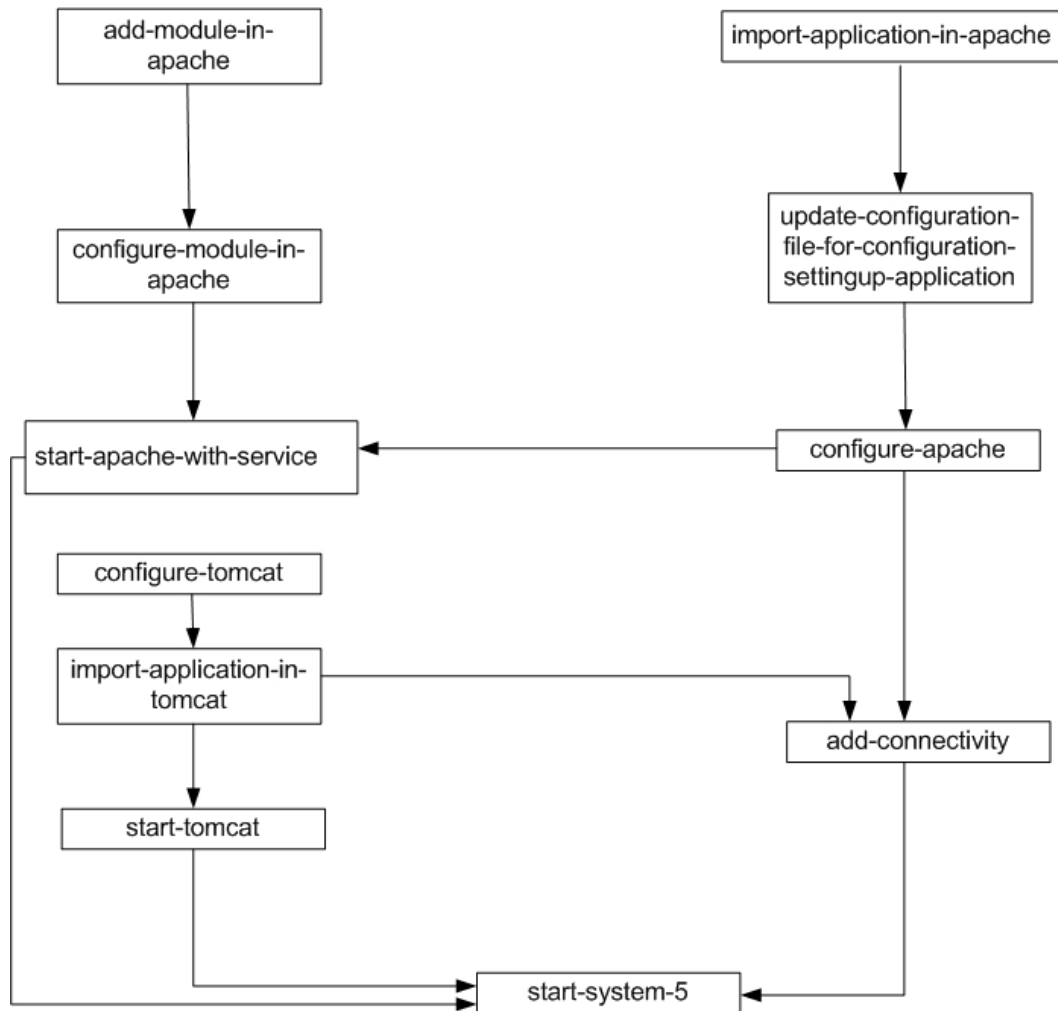 add-module-in-
apache
import-application-in-apache
configure-module-in-
apache
update-configuration-
file-for-configuration-
settingup-application
start-apache-with-service
configure-apache
configure-tomcat
import-application-in-
tomcat
add-connectivity
start-tomcat
start-system-5